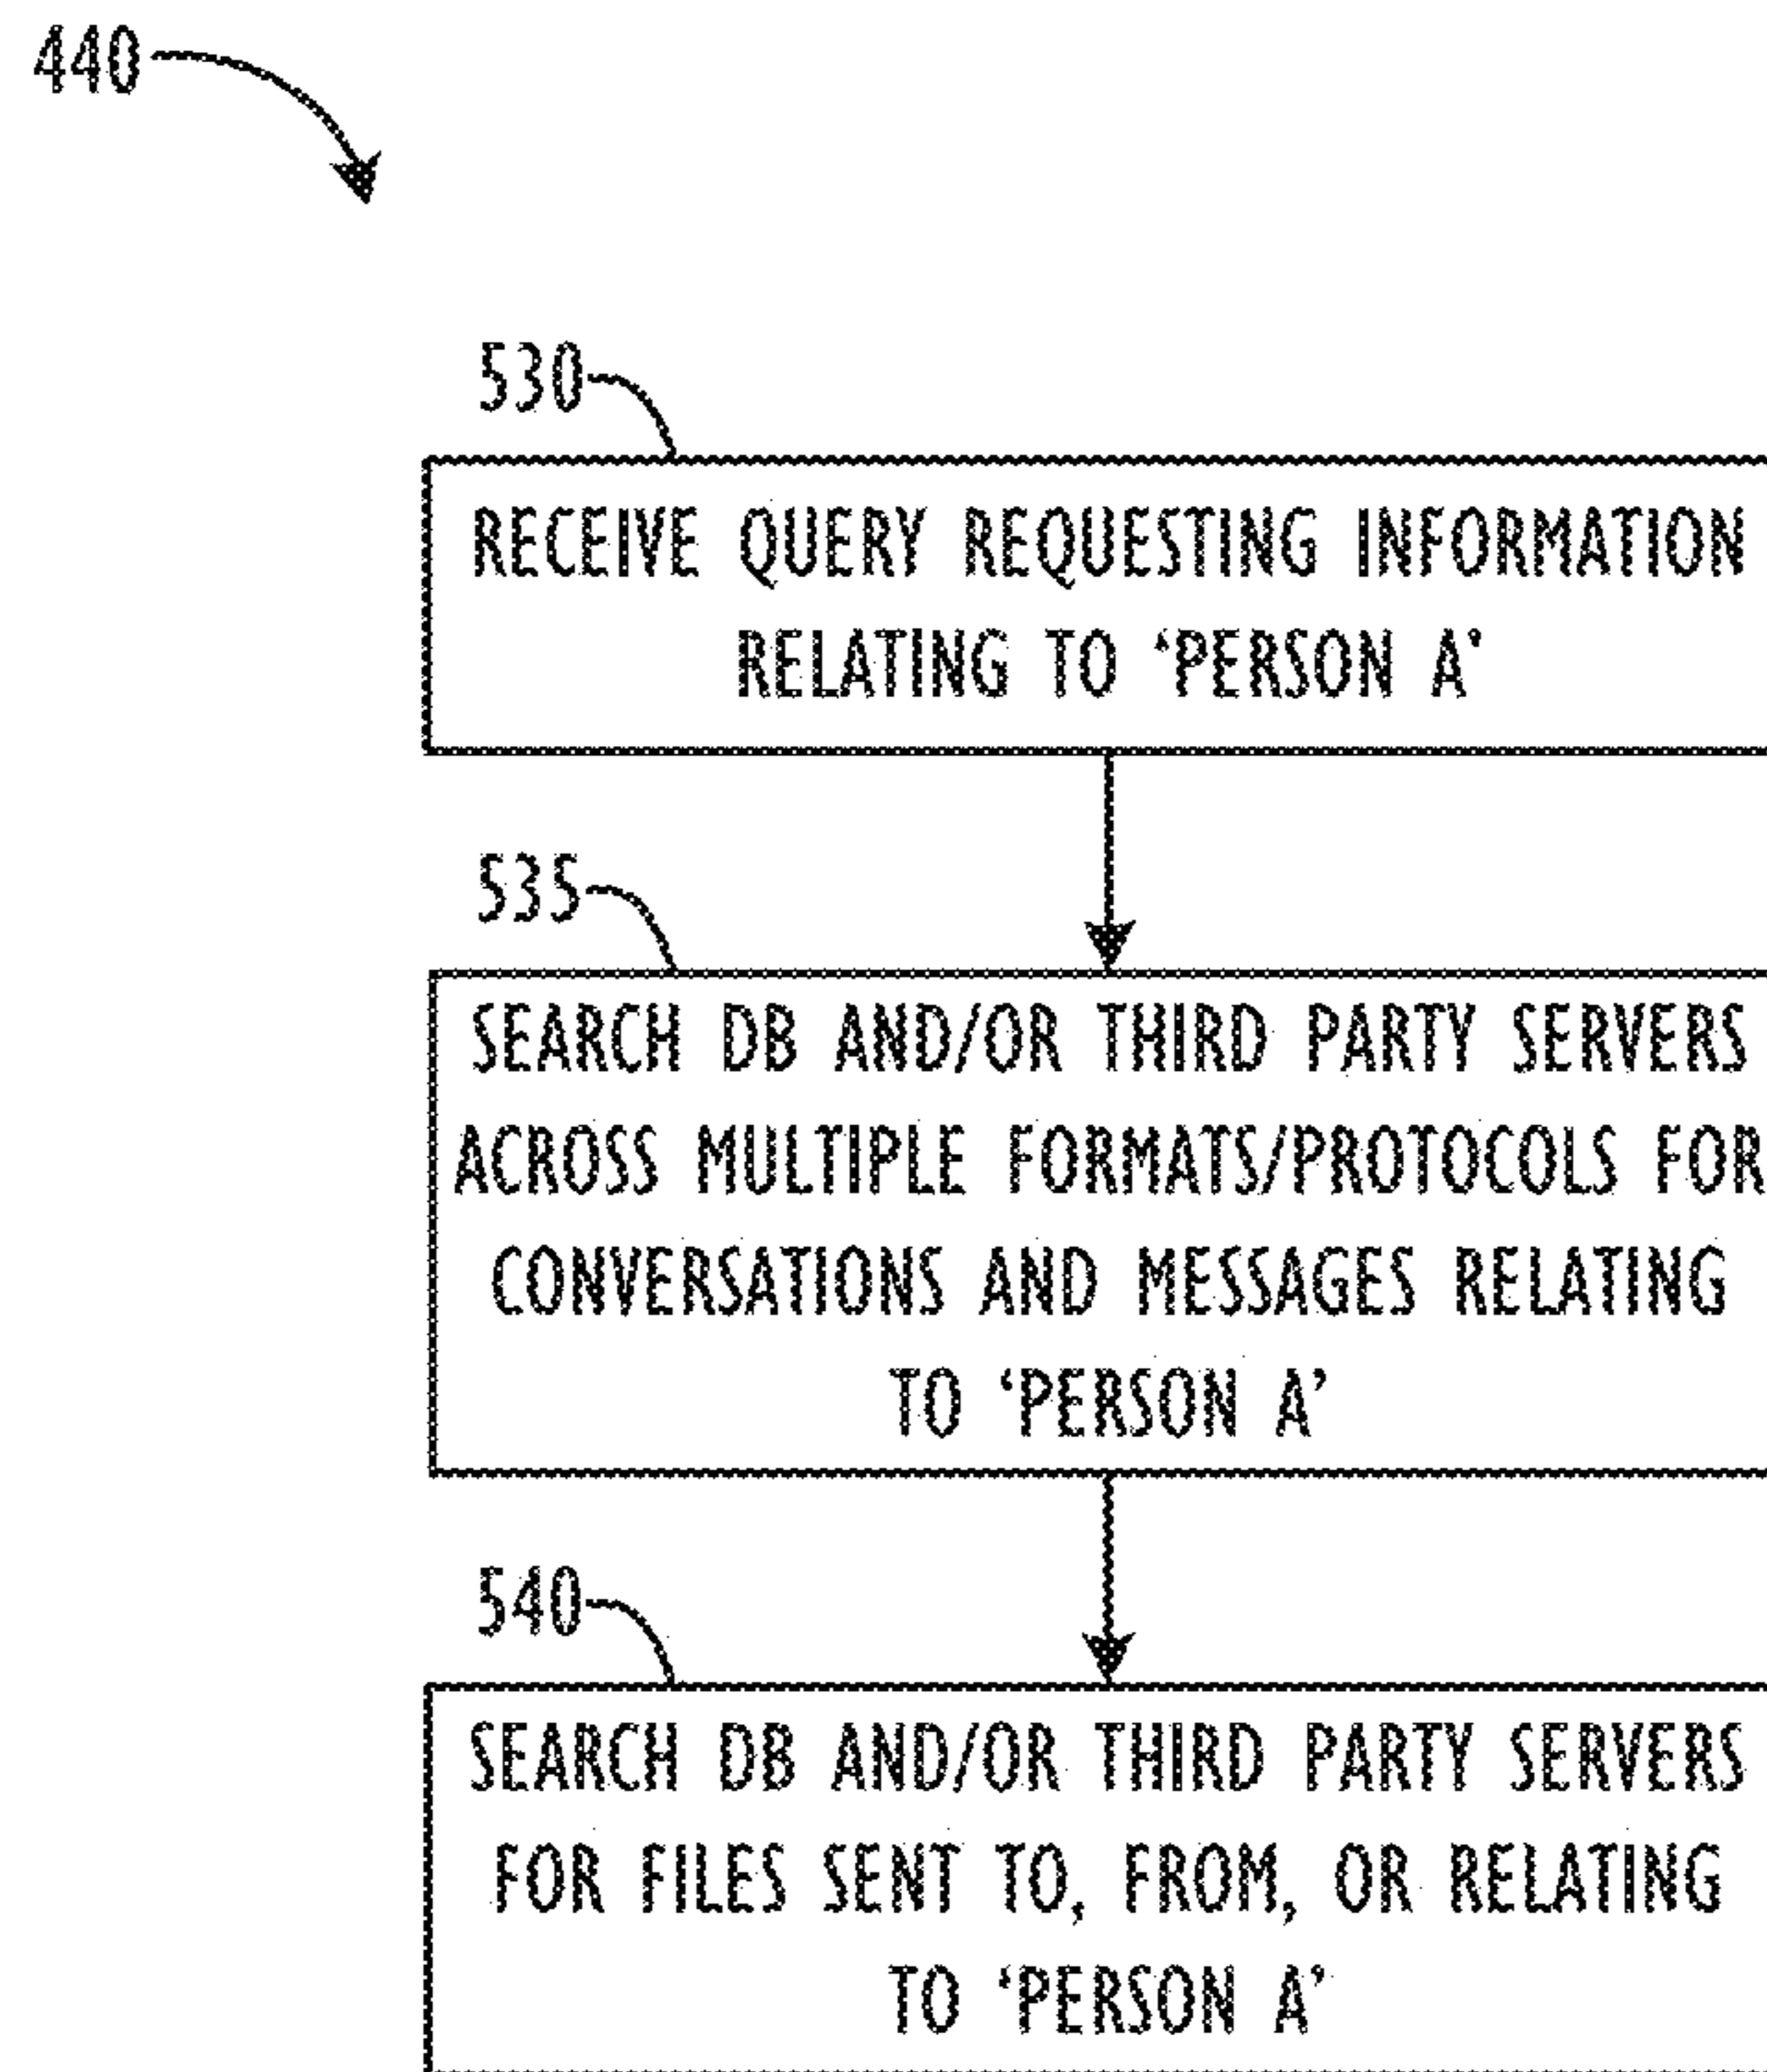 440
530
RECEIVE QUERY REQUESTING INFORMATION
RELATING TO ‘PERSON A’
535
SEARCH DB AND/OR THIRD PARTY SERVERS
ACROSS MULTIPLE FORMATS/PROTOCOLS FOR
CONVERSATIONS AND MESSAGES RELATING
TO ‘PERSON A’
540
SEARCH DB AND/OR THIRD PARTY SERVERS
FOR FILES SENT TO, FROM, OR RELATING
TO ‘PERSON A’